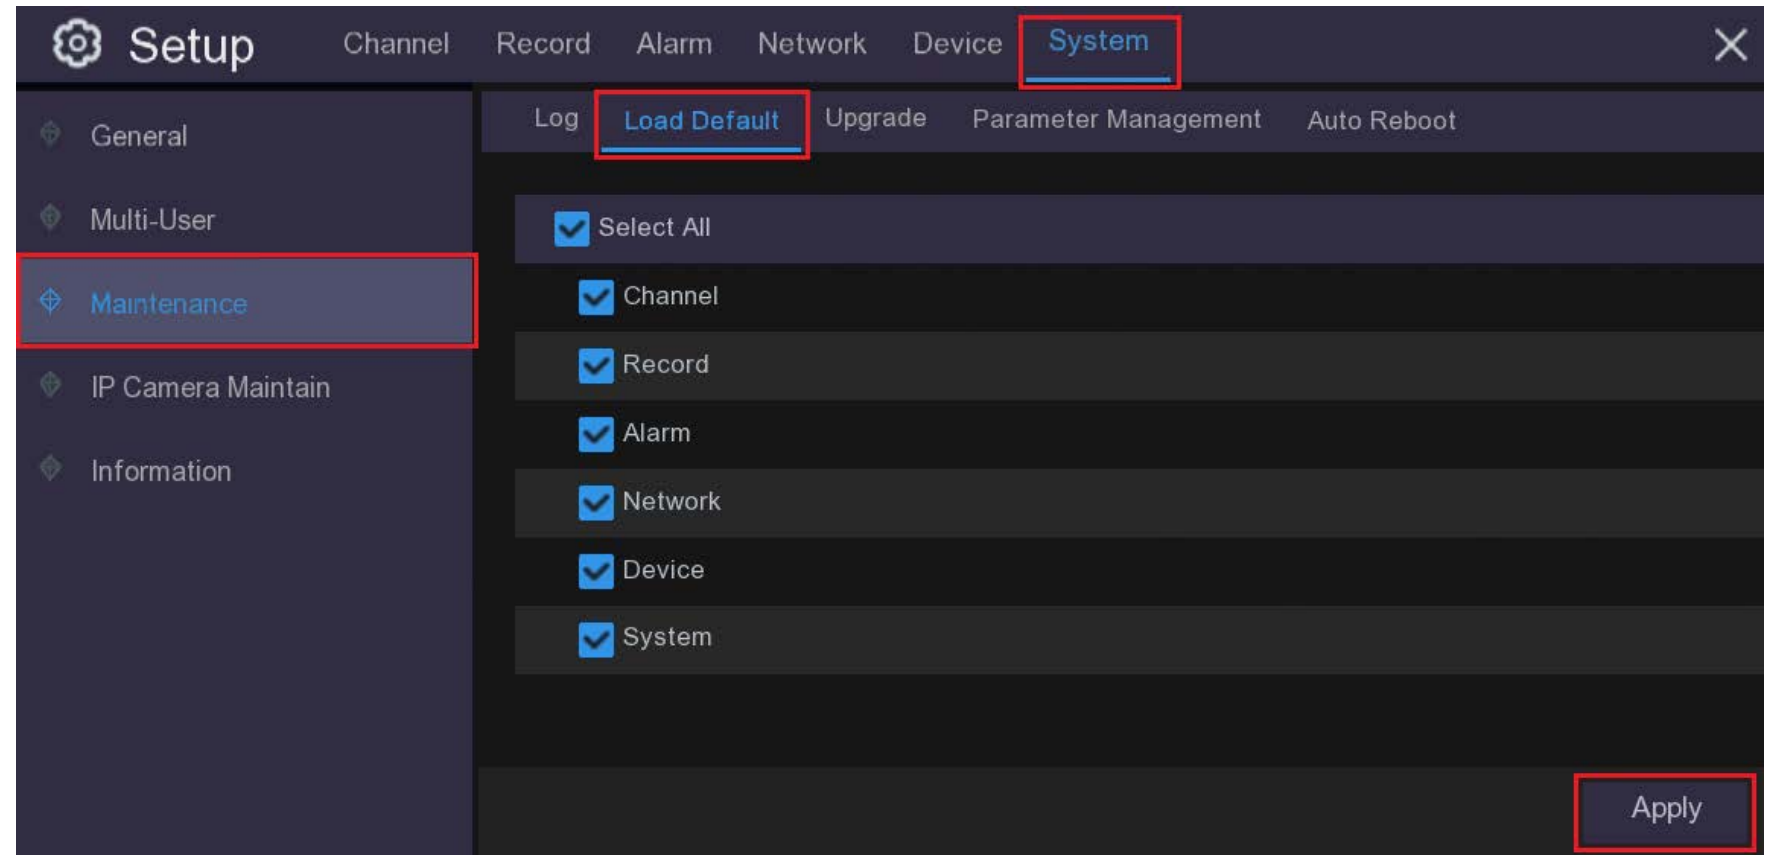 Setup Channel Record Alarm Network Device System
Log Load Default Upgrade Parameter Management Auto Reboot
General
Multi-User
Maintenance
IP Camera Maintain
Information
Select All
Channel
Record
Alarm
Network
Device
System
Apply